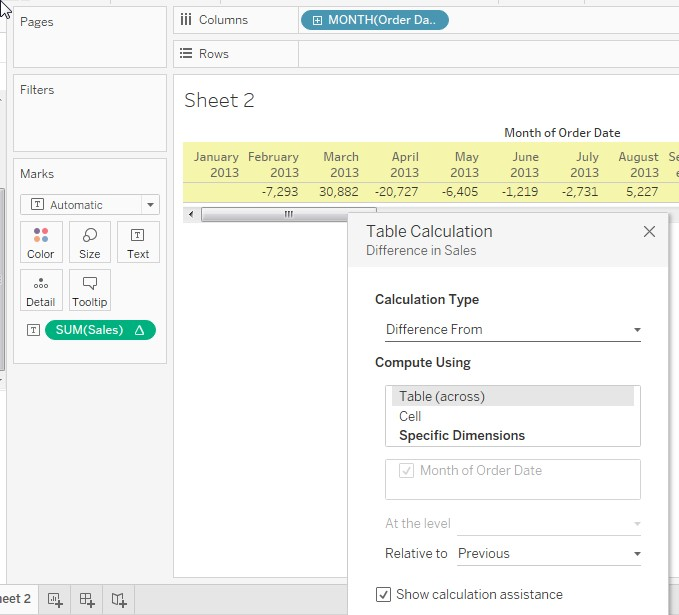 Pages
Columns
MONTH(Order Da..
Rows
Filters
Sheet 2
Month of Order Date
January February March April May June July August Se
2013 2013 2013 2013 2013 2013 2013 2013 e
-7,293 30,882 -20,727 -6,405 -1,219 -2,731 5,227
Marks
T Automatic
Color Size Text
Detail Tooltip
T SUM(Sales) Δ
Table Calculation
Difference in Sales
Calculation Type
Difference From
Compute Using
Table (across)
Cell
Specific Dimensions
Month of Order Date
At the level
Relative to Previous
Show calculation assistance
eet 2